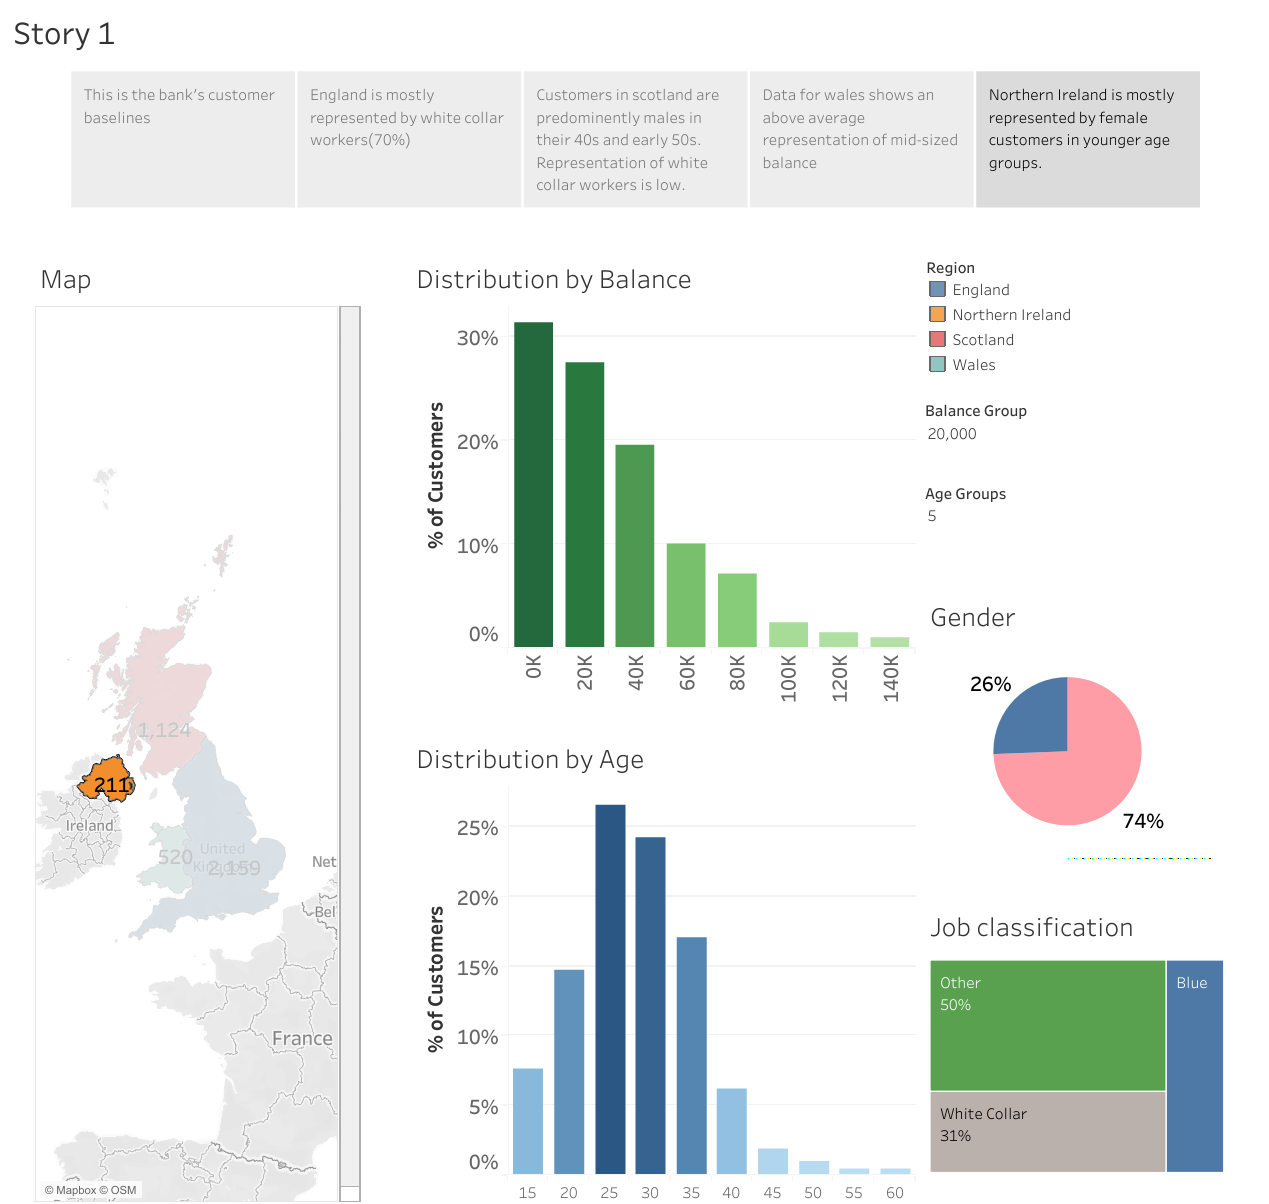 Story 1
This is the bank's customer
baselines
England is mostly
represented by white collar
workers(70%)
Customers in scotland are
predominently males in
their 40s and early 50s.
Representation of white
collar workers is low.
Data for wales shows an
above average
representation of mid-sized
balance
Northern Ireland is mostly
represented by female
customers in younger age
groups.
Map
1,124
211
Ireland
520
United
Kingdom
2,159
Net
Bel
France
© Mapbox © OSM
Distribution by Balance
% of Customers
30%
20%
10%
0%
0K
20K
40K
60K
80K
100K
120K
140K
Distribution by Age
% of Customers
25%
20%
15%
10%
5%
0%
15
20
25
30
35
40
45
50
55
60
Region
England
Northern Ireland
Scotland
Wales
Balance Group
20,000
Age Groups
5
Gender
26%
74%
Job classification
Other
50%
Blue
White Collar
31%